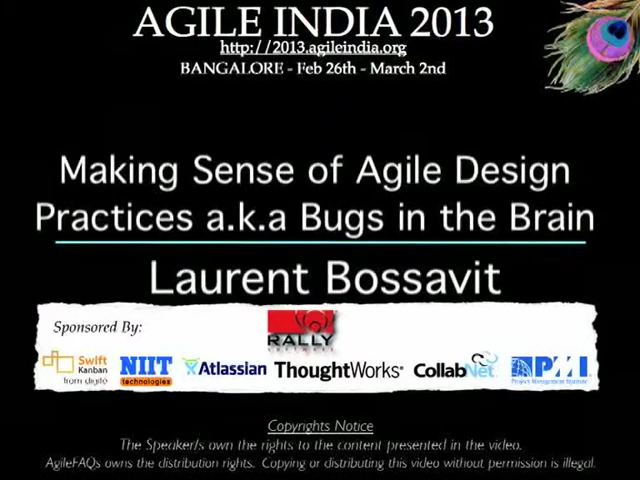 AGILE INDIA 2013
http://2013.agileindia.org
BANGALORE - Feb 26th - March 2nd
Making Sense of Agile Design
Practices a.k.a Bugs in the Brain
Laurent Bossavit
Sponsored By:
RALLY
SOFTWARE
Swift
Kanban
from digité
NIIT
technologies
Atlassian
ThoughtWorks®
CollabNet
PMI
Project Management Institute
Copyrights Notice
The Speaker/s own the rights to the content presented in the video.
AgileFAQs owns the distribution rights. Copying or distributing this video without permission is illegal.